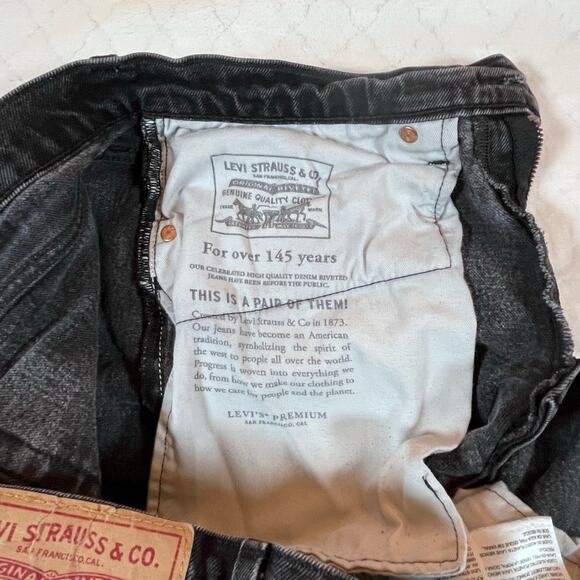 LEVI STRAUSS & CO.
SAN FRANCISCO, CAL.
ORIGINAL RIVETED
GENUINE QUALITY CLOT
TRADE MARK
For over 145 years
OUR CELEBRATED HIGH QUALITY DENIM RIVETED
JEANS HAVE BEEN BEFORE THE PUBLIC.
THIS IS A PAIR OF THEM!
Created by Levi Strauss & Co in 1873.
Our jeans have become an American
tradition, symbolizing the spirit of
the west to people all over the world.
Progress is woven into everything we
do, from how we make our clothing to
how we care for people and the planet.
LEVI'S® PREMIUM
SAN FRANCISCO, CAL
VI STRAUSS & CO.
SAN FRANCISCO, CAL.